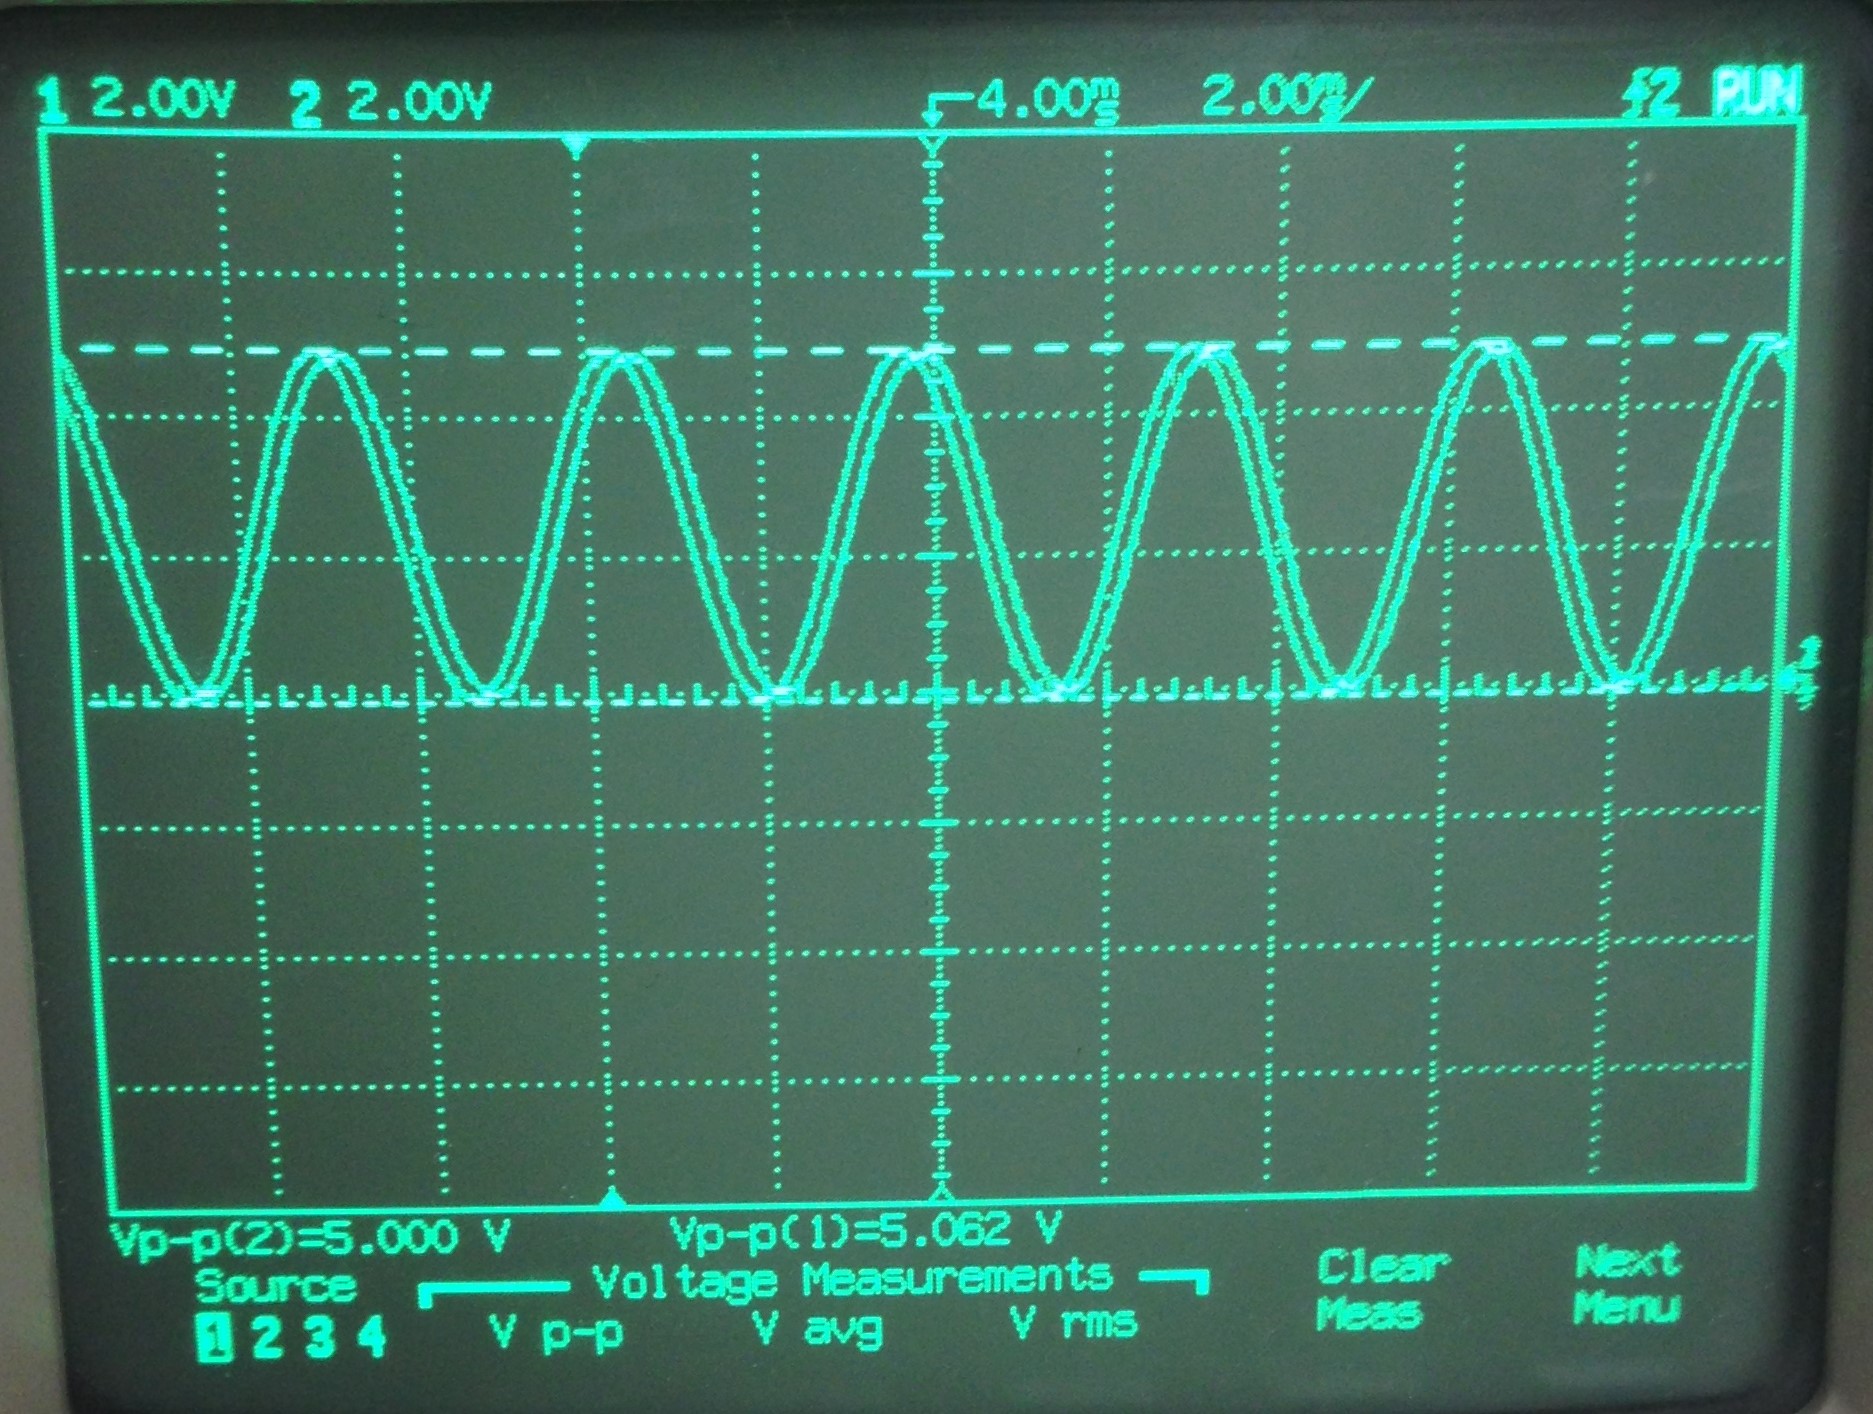 1 2.00V 2 2.00V -4.00ms 2.00ms/ f2 RUN
Vp-p(2)=5.000 V Vp-p(1)=5.062 V
Source Voltage Measurements Clear Next
1 2 3 4 V p-p V avg V rms Meas Menu